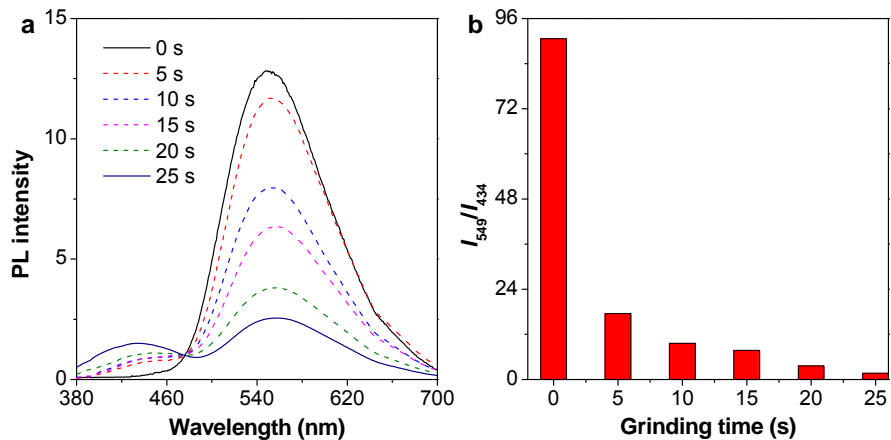 a
0 s
5 s
10 s
15 s
20 s
25 s
15
10
5
0
PL intensity
380 460 540 620 700
Wavelength (nm)
b
96
72
48
24
0
I549/I434
0 5 10 15 20 25
Grinding time (s)